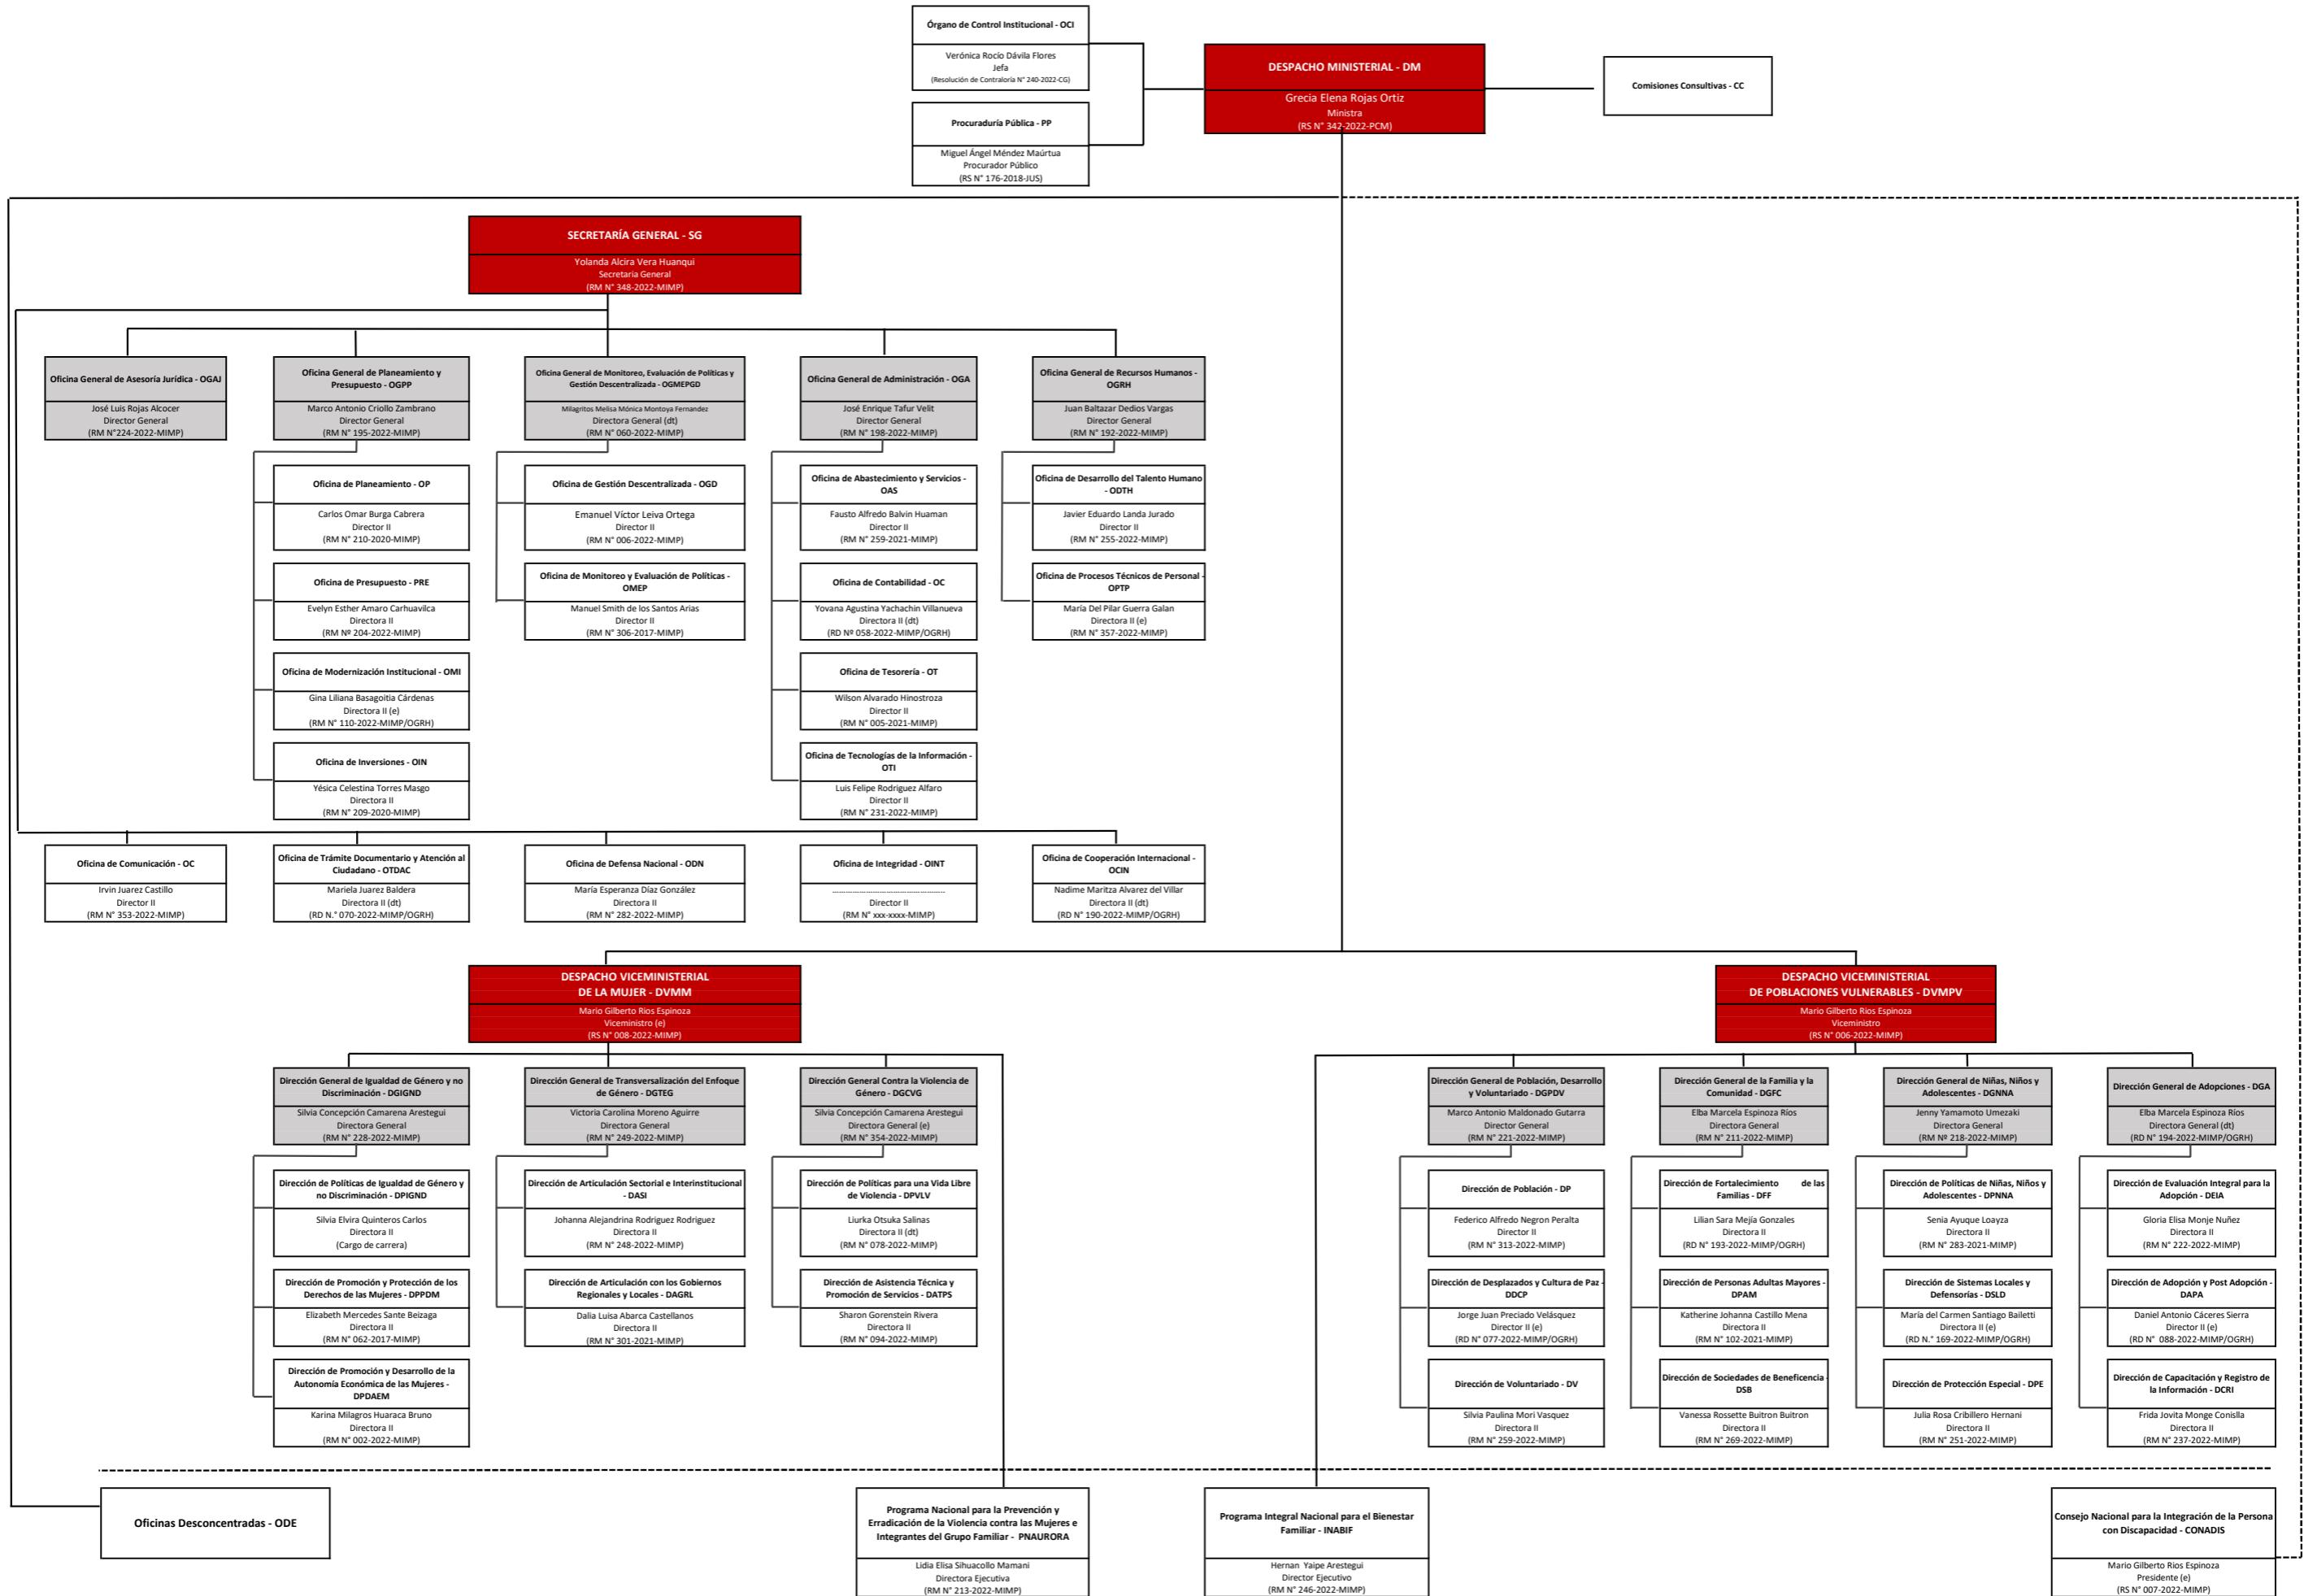 Órgano de Control Institucional - OCI
Verónica Rocío Dávila Flores
Jefa
(Resolución de Contraloría N° 240-2022-CG)
DESPACHO MINISTERIAL - DM
Grecia Elena Rojas Ortiz
Ministra
(RS N° 342-2022-PCM)
Comisiones Consultivas - CC
Procuraduría Pública - PP
Miguel Ángel Méndez Maúrtua
Procurador Público
(RS N° 176-2018-JUS)
SECRETARÍA GENERAL - SG
Yolanda Alcira Vera Huanqui
Secretaria General
(RM N° 348-2022-MIMP)
Oficina General de Asesoría Jurídica - OGAJ
José Luis Rojas Alcocer
Director General
(RM N°224-2022-MIMP)
Oficina General de Planeamiento y
Presupuesto - OGPP
Marco Antonio Criollo Zambrano
Director General
(RM N° 195-2022-MIMP)
Oficina General de Monitoreo, Evaluación de Políticas y
Gestión Descentralizada - OGMEPGD
Milagritos Melisa Mónica Montoya Fernandez
Directora General (dt)
(RM N° 060-2022-MIMP)
Oficina General de Administración - OGA
José Enrique Tafur Velit
Director General
(RM N° 198-2022-MIMP)
Oficina General de Recursos Humanos -
OGRH
Juan Baltazar Dedios Vargas
Director General
(RM N° 192-2022-MIMP)
Oficina de Planeamiento - OP
Carlos Omar Burga Cabrera
Director II
(RM N° 210-2020-MIMP)
Oficina de Gestión Descentralizada - OGD
Emanuel Víctor Leiva Ortega
Director II
(RM N° 006-2022-MIMP)
Oficina de Abastecimiento y Servicios -
OAS
Fausto Alfredo Balvin Huaman
Director II
(RM N° 259-2021-MIMP)
Oficina de Desarrollo del Talento Humano
- ODTH
Javier Eduardo Landa Jurado
Director II
(RM N° 255-2022-MIMP)
Oficina de Presupuesto - PRE
Evelyn Esther Amaro Carhuavilca
Directora II
(RM Nº 204-2022-MIMP)
Oficina de Monitoreo y Evaluación de Políticas -
OMEP
Manuel Smith de los Santos Arias
Director II
(RM N° 306-2017-MIMP)
Oficina de Contabilidad - OC
Yovana Agustina Yachachin Villanueva
Directora II (dt)
(RD Nº 058-2022-MIMP/OGRH)
Oficina de Procesos Técnicos de Personal -
OPTP
María Del Pilar Guerra Galan
Directora II (e)
(RM N° 357-2022-MIMP)
Oficina de Modernización Institucional - OMI
Gina Liliana Basagoitia Cárdenas
Directora II (e)
(RM N° 110-2022-MIMP/OGRH)
Oficina de Tesorería - OT
Wilson Alvarado Hinostroza
Director II
(RM N° 005-2021-MIMP)
Oficina de Inversiones - OIN
Yésica Celestina Torres Masgo
Directora II
(RM N° 209-2020-MIMP)
Oficina de Tecnologías de la Información -
OTI
Luis Felipe Rodriguez Alfaro
Director II
(RM N° 231-2022-MIMP)
Oficina de Comunicación - OC
Irvin Juarez Castillo
Director II
(RM N° 353-2022-MIMP)
Oficina de Trámite Documentario y Atención al
Ciudadano - OTDAC
Mariela Juarez Baldera
Directora II (dt)
(RD N.° 070-2022-MIMP/OGRH)
Oficina de Defensa Nacional - ODN
María Esperanza Díaz González
Directora II
(RM N° 282-2022-MIMP)
Oficina de Integridad - OINT
..............................................
Director II
(RM N° xxx-xxxx-MIMP)
Oficina de Cooperación Internacional -
OCIN
Nadime Maritza Alvarez del Villar
Directora II (dt)
(RD N° 190-2022-MIMP/OGRH)
DESPACHO VICEMINISTERIAL
DE LA MUJER - DVMM
Mario Gilberto Rios Espinoza
Viceministro (e)
(RS N° 008-2022-MIMP)
DESPACHO VICEMINISTERIAL
DE POBLACIONES VULNERABLES - DVMPV
Mario Gilberto Rios Espinoza
Viceministro
(RS N° 006-2022-MIMP)
Dirección General de Igualdad de Género y no
Discriminación - DGIGND
Silvia Concepción Camarena Arestegui
Directora General
(RM N° 228-2022-MIMP)
Dirección General de Transversalización del Enfoque
de Género - DGTEG
Victoria Carolina Moreno Aguirre
Directora General
(RM N° 249-2022-MIMP)
Dirección General Contra la Violencia de
Género - DGCVG
Silvia Concepción Camarena Arestegui
Directora General (e)
(RM N° 354-2022-MIMP)
Dirección General de Población, Desarrollo
y Voluntariado - DGPDV
Marco Antonio Maldonado Gutarra
Director General
(RM N° 221-2022-MIMP)
Dirección General de la Familia y la
Comunidad - DGFC
Elba Marcela Espinoza Ríos
Directora General
(RM N° 211-2022-MIMP)
Dirección General de Niñas, Niños y
Adolescentes - DGNNA
Jenny Yamamoto Umezaki
Directora General
(RM Nº 218-2022-MIMP)
Dirección General de Adopciones - DGA
Elba Marcela Espinoza Ríos
Directora General (dt)
(RD N° 194-2022-MIMP/OGRH)
Dirección de Políticas de Igualdad de Género y
no Discriminación - DPIGND
Silvia Elvira Quinteros Carlos
Directora II
(Cargo de carrera)
Dirección de Articulación Sectorial e Interinstitucional
- DASI
Johanna Alejandrina Rodriguez Rodriguez
Directora II
(RM N° 248-2022-MIMP)
Dirección de Políticas para una Vida Libre
de Violencia - DPVLV
Liurka Otsuka Salinas
Directora II (dt)
(RM N° 078-2022-MIMP)
Dirección de Población - DP
Federico Alfredo Negron Peralta
Director II
(RM N° 313-2022-MIMP)
Dirección de Fortalecimiento de las
Familias - DFF
Lilian Sara Mejía Gonzales
Directora II
(RD N° 193-2022-MIMP/OGRH)
Dirección de Políticas de Niñas, Niños y
Adolescentes - DPNNA
Senia Ayuque Loayza
Directora II
(RM N° 283-2021-MIMP)
Dirección de Evaluación Integral para la
Adopción - DEIA
Gloria Elisa Monje Nuñez
Directora II
(RM N° 222-2022-MIMP)
Dirección de Promoción y Protección de los
Derechos de las Mujeres - DPPDM
Elizabeth Mercedes Sante Beizaga
Directora II
(RM N° 062-2017-MIMP)
Dirección de Articulación con los Gobiernos
Regionales y Locales - DAGRL
Dalia Luisa Abarca Castellanos
Directora II
(RM N° 301-2021-MIMP)
Dirección de Asistencia Técnica y
Promoción de Servicios - DATPS
Sharon Gorenstein Rivera
Directora II
(RM N° 094-2022-MIMP)
Dirección de Desplazados y Cultura de Paz -
DDCP
Jorge Juan Preciado Velásquez
Director II (e)
(RD N° 077-2022-MIMP/OGRH)
Dirección de Personas Adultas Mayores -
DPAM
Katherine Johanna Castillo Mena
Directora II
(RM N° 102-2021-MIMP)
Dirección de Sistemas Locales y
Defensorías - DSLD
María del Carmen Santiago Bailetti
Directora II (e)
(RD N.° 169-2022-MIMP/OGRH)
Dirección de Adopción y Post Adopción -
DAPA
Daniel Antonio Cáceres Sierra
Director II (e)
(RD N° 088-2022-MIMP/OGRH)
Dirección de Promoción y Desarrollo de la
Autonomía Económica de las Mujeres -
DPDAEM
Karina Milagros Huaraca Bruno
Directora II
(RM N° 002-2022-MIMP)
Dirección de Voluntariado - DV
Silvia Paulina Mori Vasquez
Directora II
(RM N° 259-2022-MIMP)
Dirección de Sociedades de Beneficencia -
DSB
Vanessa Rossette Buitron Buitron
Directora II
(RM N° 269-2022-MIMP)
Dirección de Protección Especial - DPE
Julia Rosa Cribillero Hernani
Directora II
(RM N° 251-2022-MIMP)
Dirección de Capacitación y Registro de
la Información - DCRI
Frida Jovita Monge Conislla
Directora II
(RM N° 237-2022-MIMP)
Oficinas Desconcentradas - ODE
Programa Nacional para la Prevención y
Erradicación de la Violencia contra las Mujeres e
Integrantes del Grupo Familiar - PNAURORA
Lidia Elisa Sihuacollo Mamani
Directora Ejecutiva
(RM N° 213-2022-MIMP)
Programa Integral Nacional para el Bienestar
Familiar - INABIF
Hernan Yaipe Arestegui
Director Ejecutivo
(RM N° 246-2022-MIMP)
Consejo Nacional para la Integración de la Persona
con Discapacidad - CONADIS
Mario Gilberto Rios Espinoza
Presidente (e)
(RS N° 007-2022-MIMP)